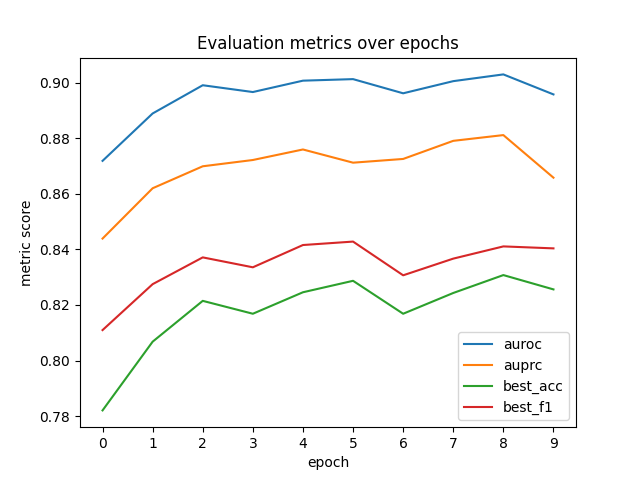 Evaluation metrics over epochs
metric score
0.90
0.88
0.86
0.84
0.82
0.80
0.78
auroc
auprc
best_acc
best_f1
0 1 2 3 4 5 6 7 8 9
epoch